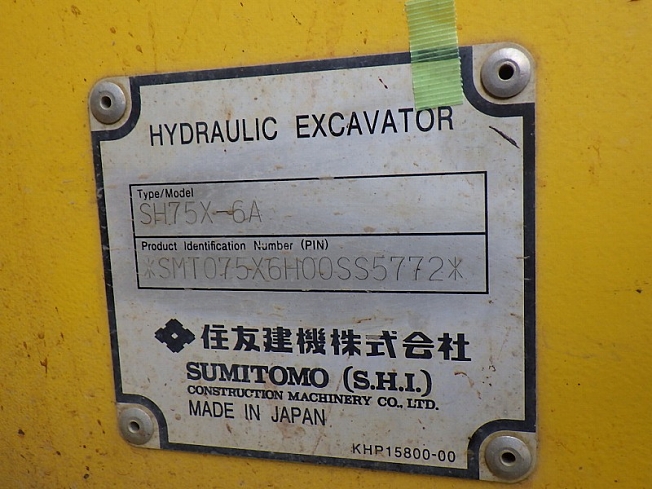 HYDRAULIC EXCAVATOR
Type/Model
SH75X-6A
Product Identification Number (PIN)
*SMT075X6H00SS5772*
住友建機株式会社
SUMITOMO (S.H.I.)
CONSTRUCTION MACHINERY CO., LTD.
MADE IN JAPAN
KHP15800-00